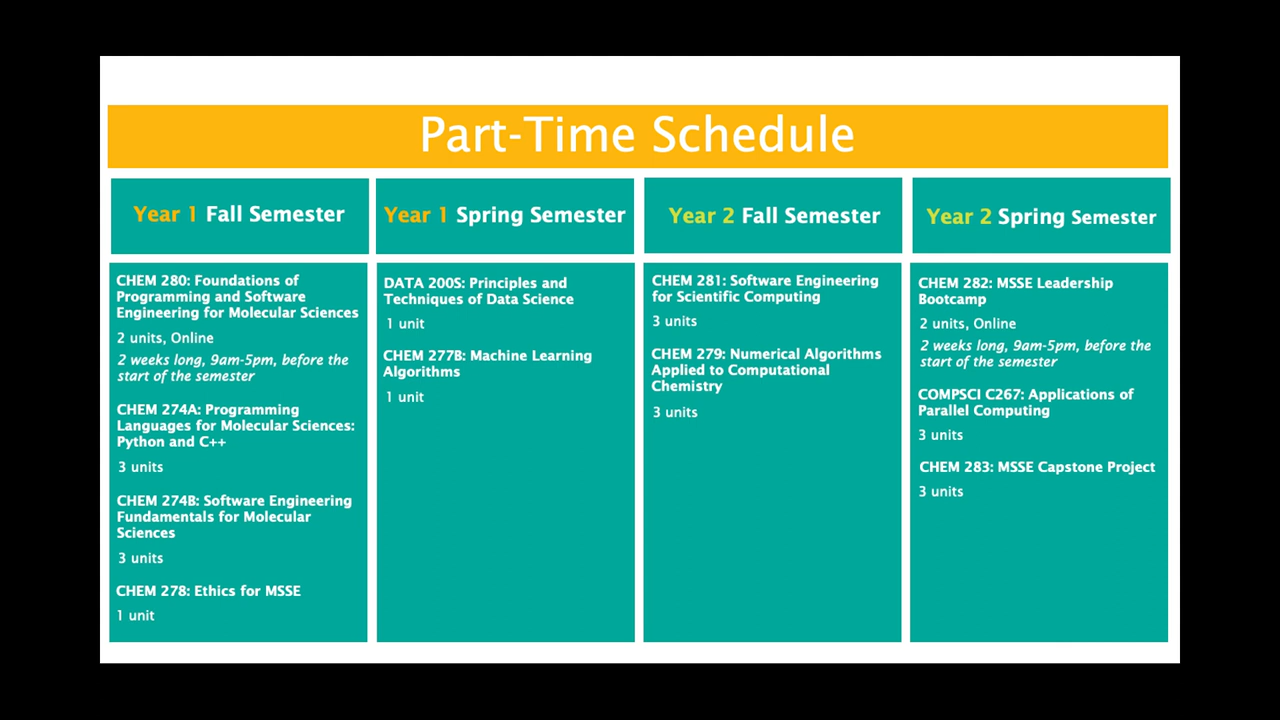 Part-Time Schedule
Year 1 Fall Semester
CHEM 280: Foundations of
Programming and Software
Engineering for Molecular Sciences
2 units, Online
2 weeks long, 9am-5pm, before the
start of the semester
CHEM 274A: Programming
Languages for Molecular Sciences:
Python and C++
3 units
CHEM 274B: Software Engineering
Fundamentals for Molecular
Sciences
3 units
CHEM 278: Ethics for MSSE
1 unit
Year 1 Spring Semester
DATA 200S: Principles and
Techniques of Data Science
1 unit
CHEM 277B: Machine Learning
Algorithms
1 unit
Year 2 Fall Semester
CHEM 281: Software Engineering
for Scientific Computing
3 units
CHEM 279: Numerical Algorithms
Applied to Computational
Chemistry
3 units
Year 2 Spring Semester
CHEM 282: MSSE Leadership
Bootcamp
2 units, Online
2 weeks long, 9am-5pm, before the
start of the semester
COMPSCI C267: Applications of
Parallel Computing
3 units
CHEM 283: MSSE Capstone Project
3 units